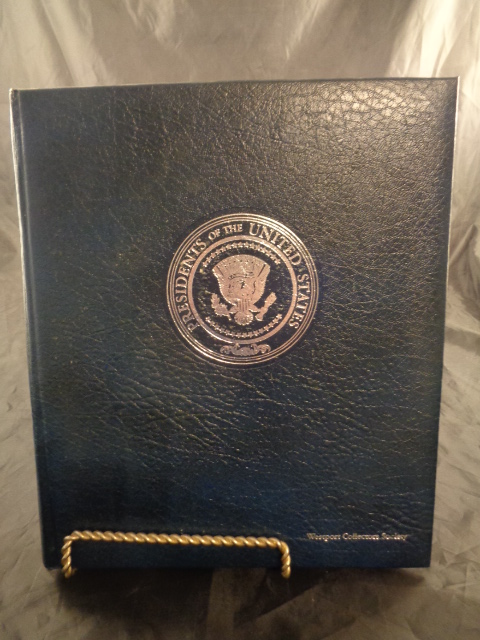 PRESIDENTS OF THE UNITED STATES
Westport Collectors Society